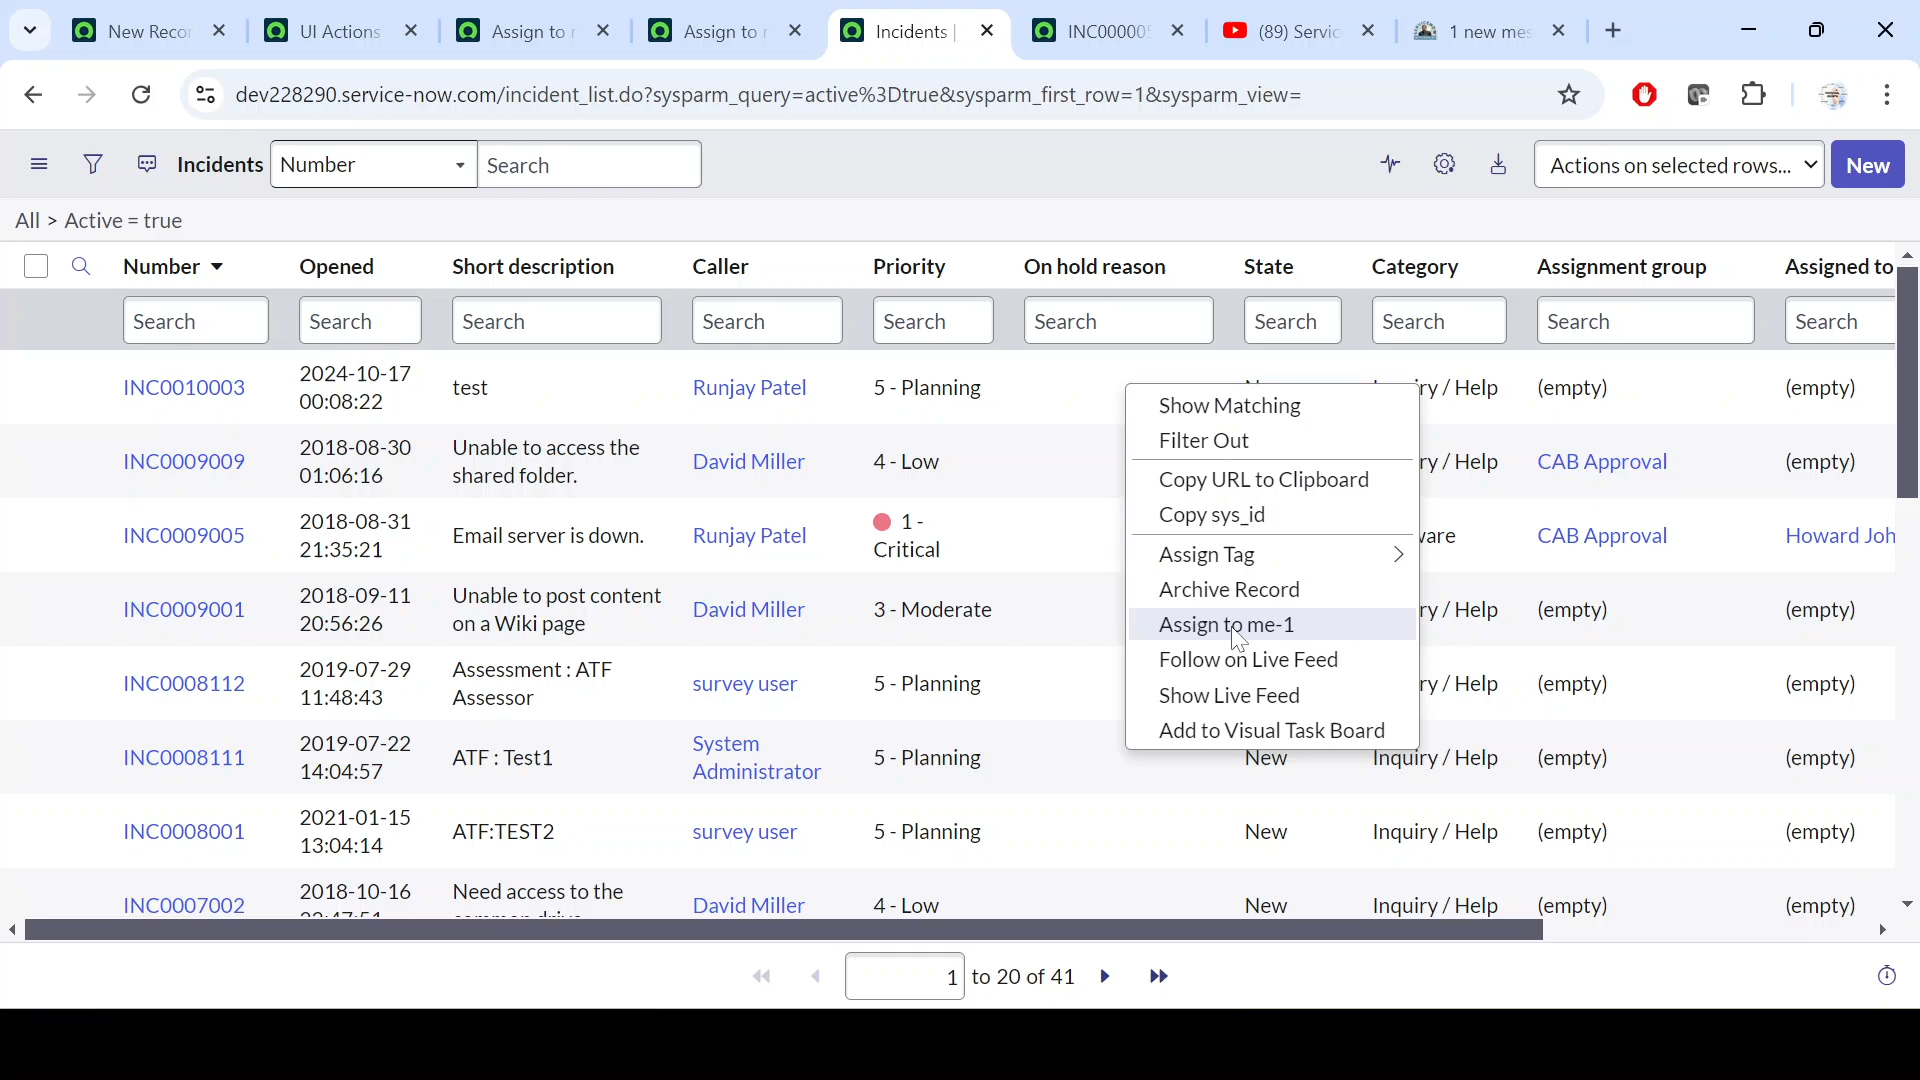 New Recor
UI Actions
Assign to
Assign to
Incidents |
INC000005
(89) Servic
1 new mes
dev228290.service-now.com/incident_list.do?sysparm_query=active%3Dtrue&sysparm_first_row=1&sysparm_view=
Incidents
Number
Search
Actions on selected rows...
New
All > Active = true
Number Opened Short description Caller Priority On hold reason State Category Assignment group Assigned to
Search Search Search Search Search Search Search Search Search Search
INC0010003 2024-10-17 00:08:22 test Runjay Patel 5 - Planning / Help (empty) (empty)
INC0009009 2018-08-30 01:06:16 Unable to access the shared folder. David Miller 4 - Low ry / Help CAB Approval (empty)
INC0009005 2018-08-31 21:35:21 Email server is down. Runjay Patel 1 - Critical ware CAB Approval Howard Joh
INC0009001 2018-09-11 20:56:26 Unable to post content on a Wiki page David Miller 3 - Moderate ry / Help (empty) (empty)
INC0008112 2019-07-29 11:48:43 Assessment : ATF Assessor survey user 5 - Planning ry / Help (empty) (empty)
INC0008111 2019-07-22 14:04:57 ATF : Test1 System Administrator 5 - Planning New Inquiry / Help (empty) (empty)
INC0008001 2021-01-15 13:04:14 ATF:TEST2 survey user 5 - Planning New Inquiry / Help (empty) (empty)
INC0007002 2018-10-16 Need access to the David Miller 4 - Low New Inquiry / Help (empty) (empty)
Show Matching
Filter Out
Copy URL to Clipboard
Copy sys_id
Assign Tag
Archive Record
Assign to me-1
Follow on Live Feed
Show Live Feed
Add to Visual Task Board
1 to 20 of 41